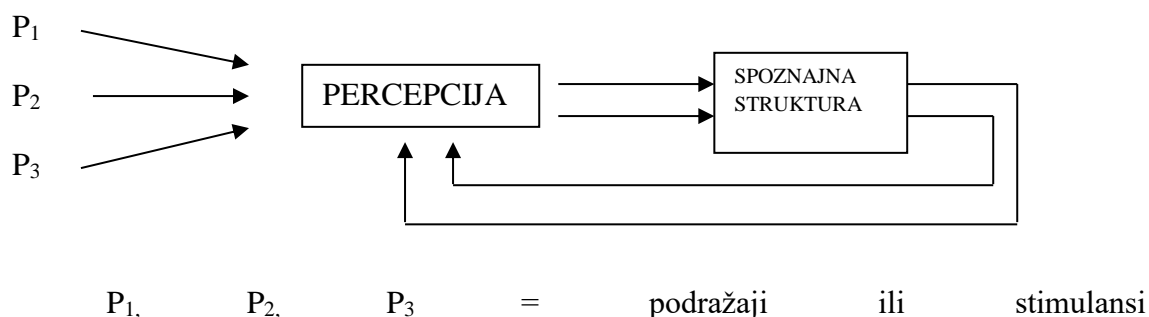 P₁
P₂
P₃
PERCEPCIJA
SPOZNAJNA
STRUKTURA
P₁, P₂, P₃ = podražaji ili stimulansi